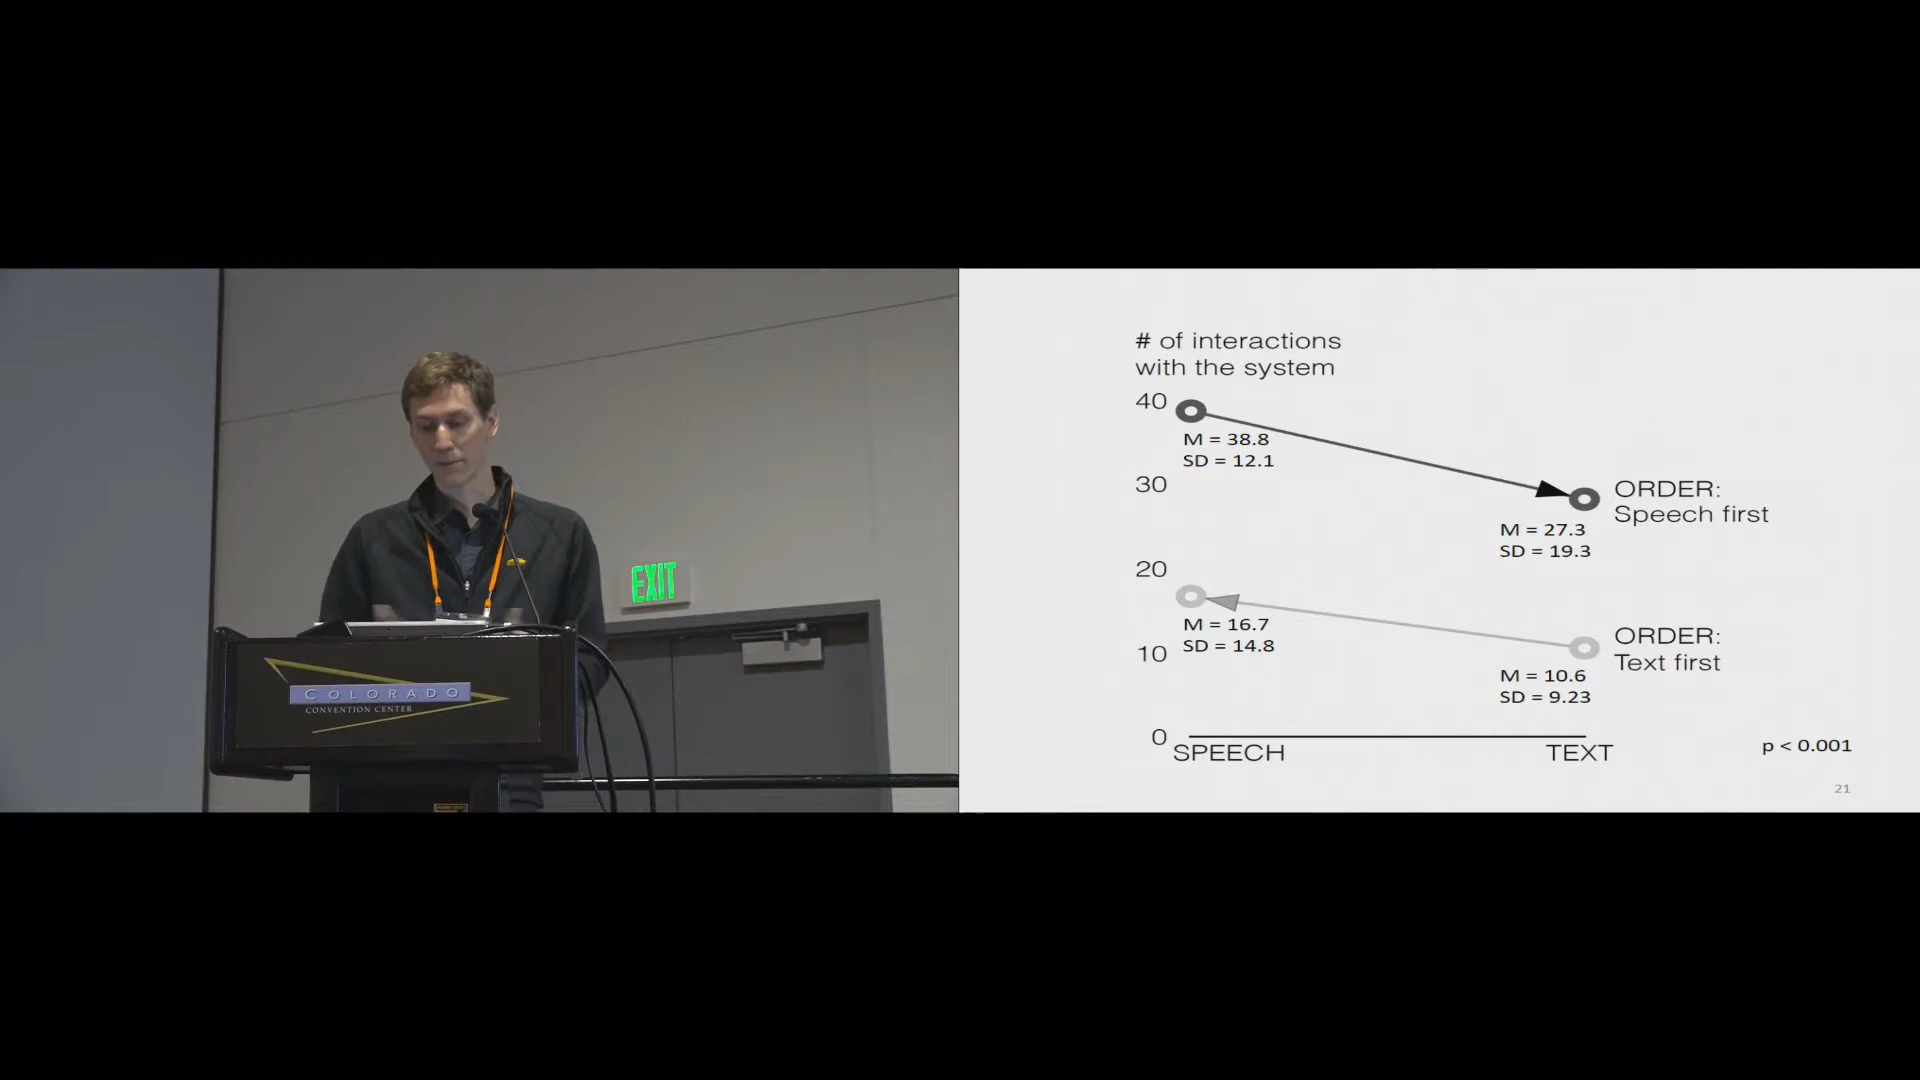 EXIT
COLORADO
CONVENTION CENTER
# of interactions
with the system
40
M = 38.8
SD = 12.1
30
ORDER:
Speech first
M = 27.3
SD = 19.3
20
M = 16.7
SD = 14.8
ORDER:
Text first
10
M = 10.6
SD = 9.23
0
SPEECH
TEXT
p < 0.001
21